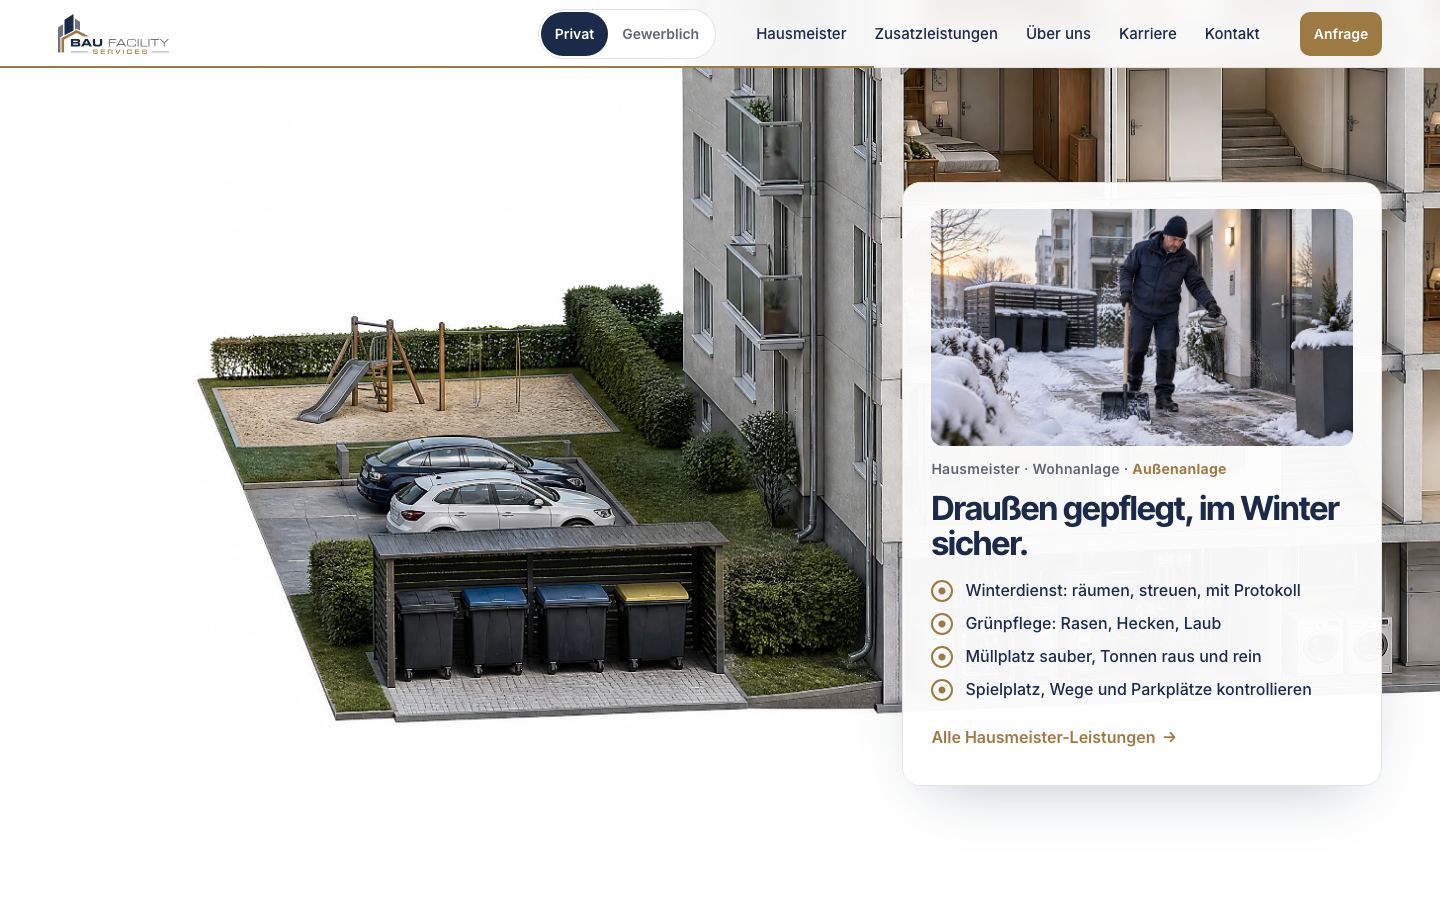 BAU FACILITY
SERVICES
Privat
Gewerblich
Hausmeister
Zusatzleistungen
Über uns
Karriere
Kontakt
Anfrage
Hausmeister · Wohnanlage · Außenanlage
Draußen gepflegt, im Winter
sicher.
Winterdienst: räumen, streuen, mit Protokoll
Grünpflege: Rasen, Hecken, Laub
Müllplatz sauber, Tonnen raus und rein
Spielplatz, Wege und Parkplätze kontrollieren
Alle Hausmeister-Leistungen →